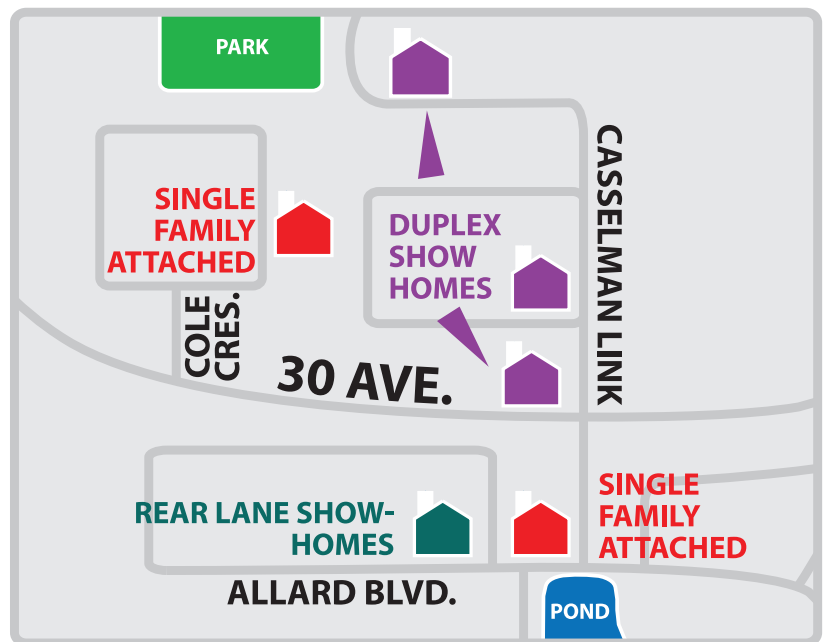 PARK
SINGLE
FAMILY
ATTACHED
DUPLEX
SHOW
HOMES
CASSELMAN LINK
COLE
CRES.
30 AVE.
REAR LANE SHOW-
HOMES
SINGLE
FAMILY
ATTACHED
ALLARD BLVD.
POND